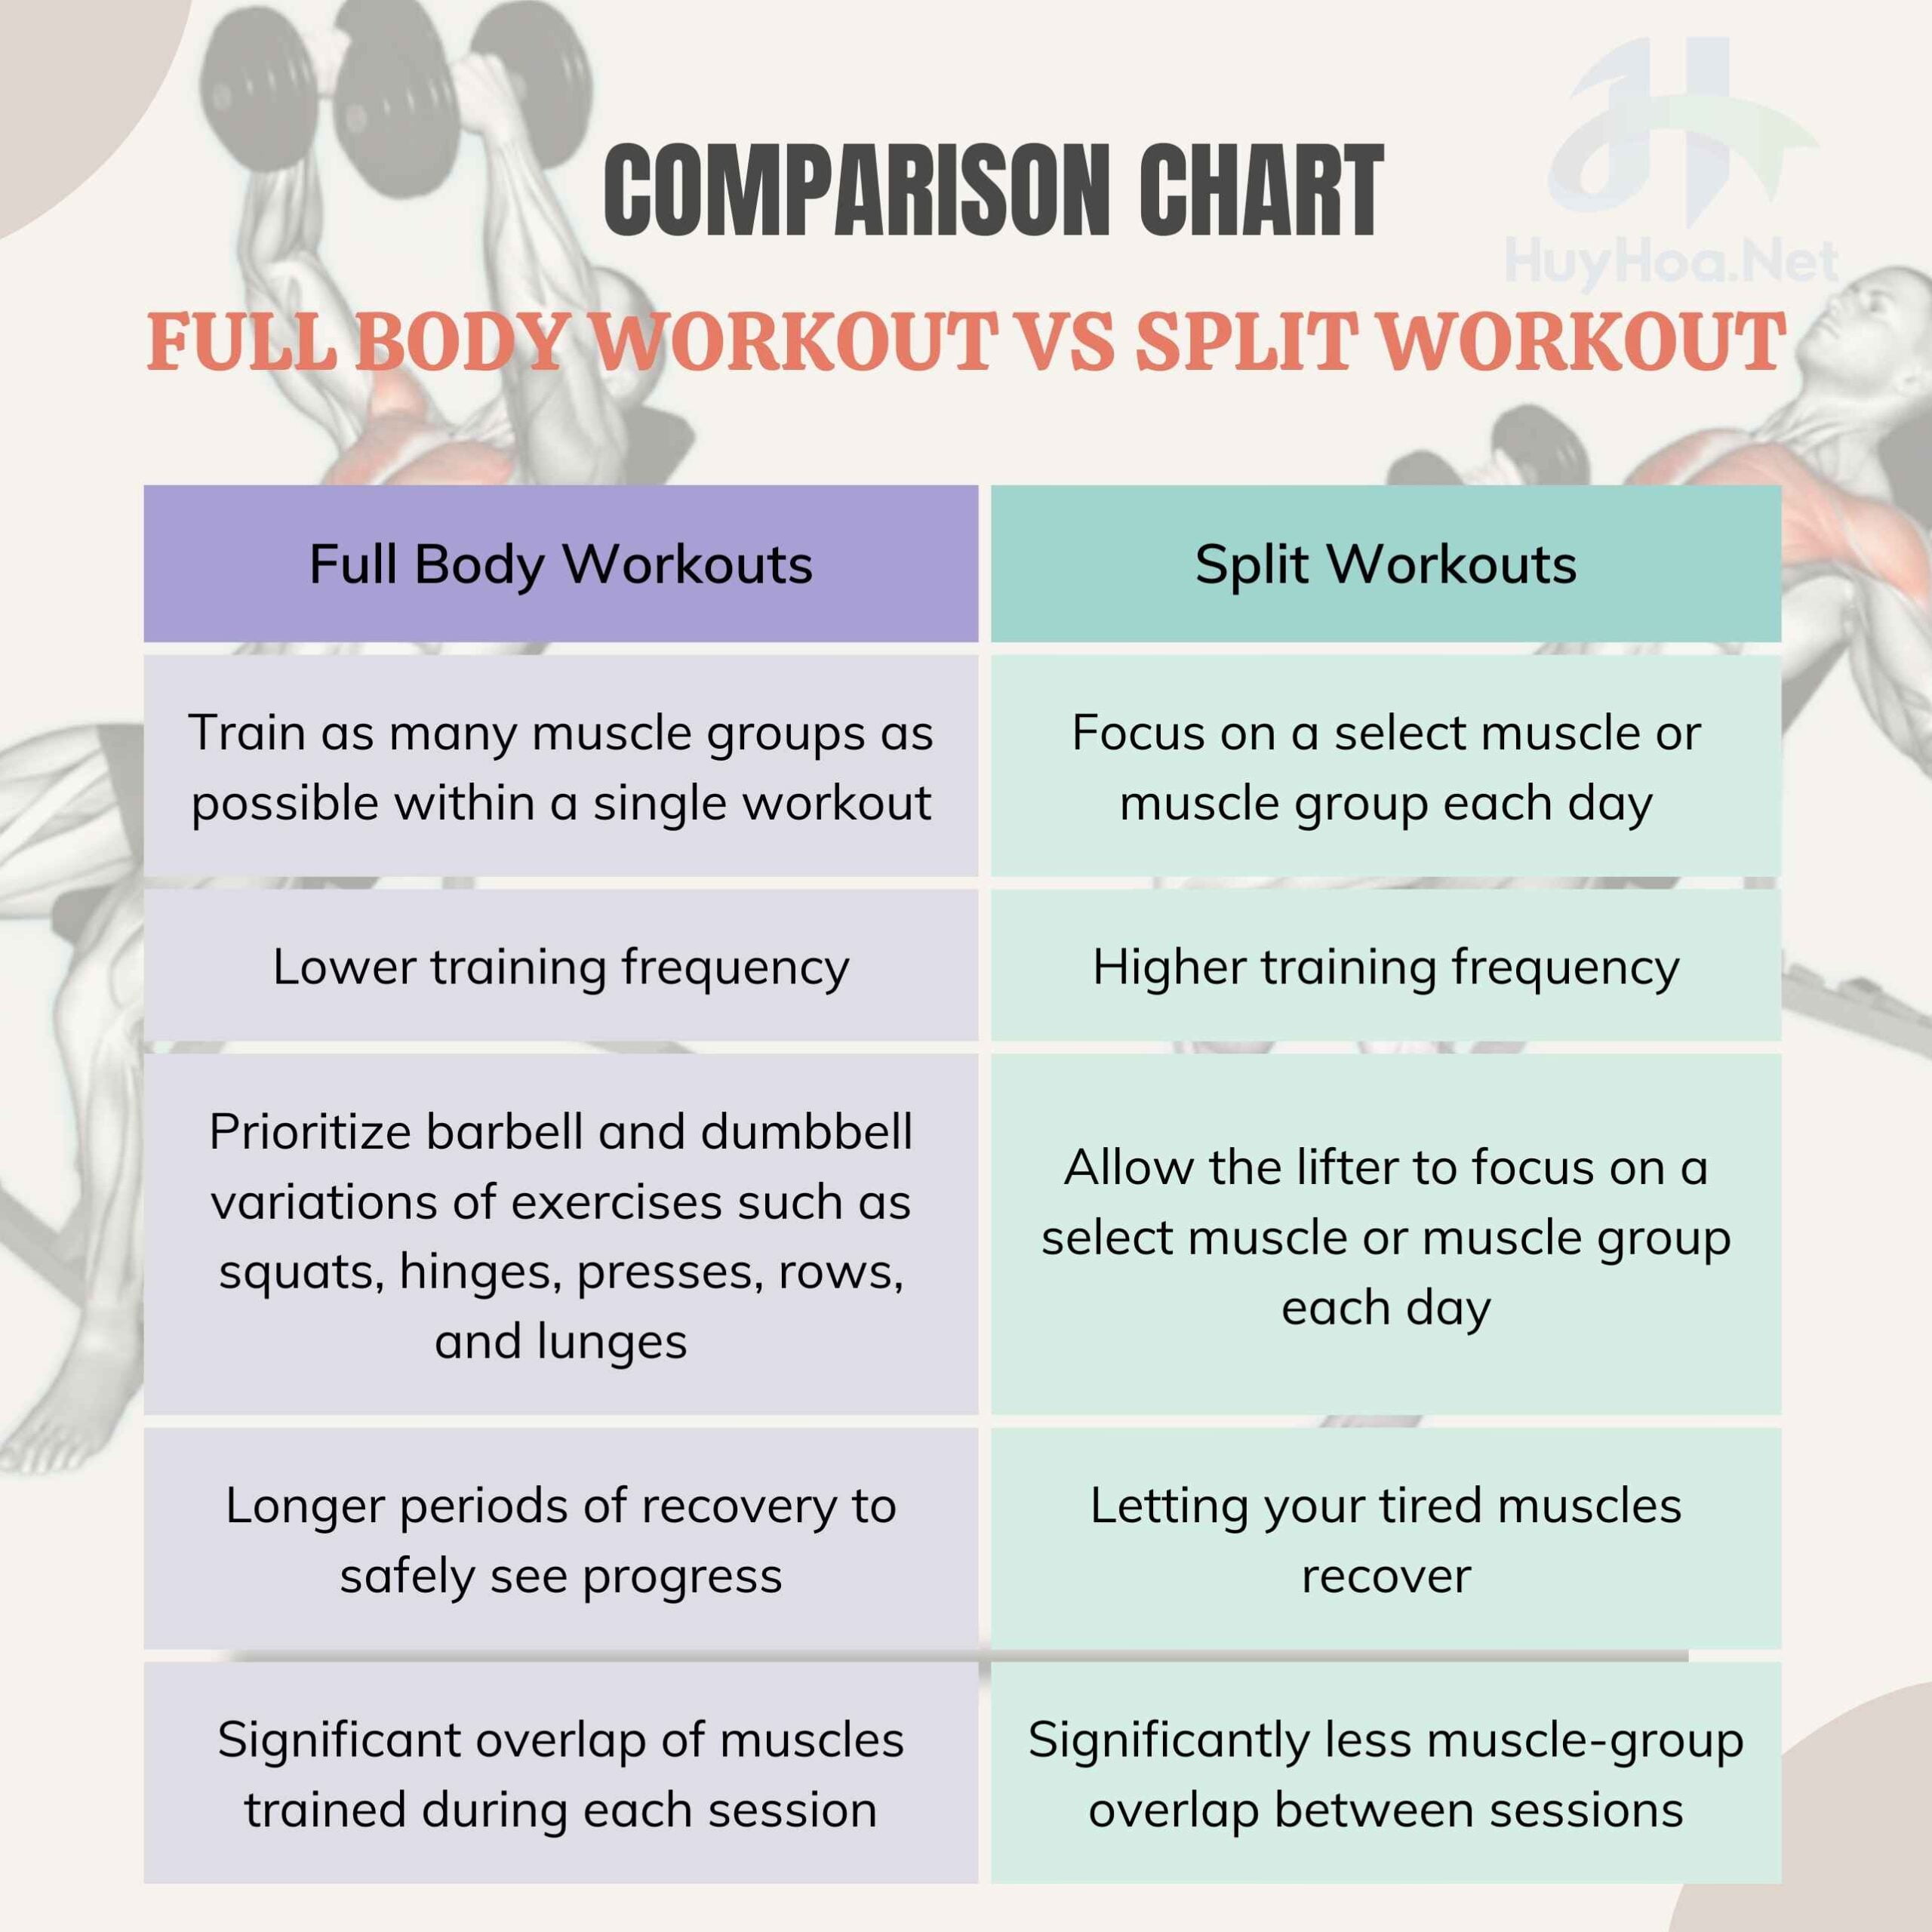 HuyHoa.Net
COMPARISON CHART
FULL BODY WORKOUT VS SPLIT WORKOUT
Full Body Workouts
Split Workouts
Train as many muscle groups as
possible within a single workout
Focus on a select muscle or
muscle group each day
Lower training frequency
Higher training frequency
Prioritize barbell and dumbbell
variations of exercises such as
squats, hinges, presses, rows,
and lunges
Allow the lifter to focus on a
select muscle or muscle group
each day
Longer periods of recovery to
safely see progress
Letting your tired muscles
recover
Significant overlap of muscles
trained during each session
Significantly less muscle-group
overlap between sessions